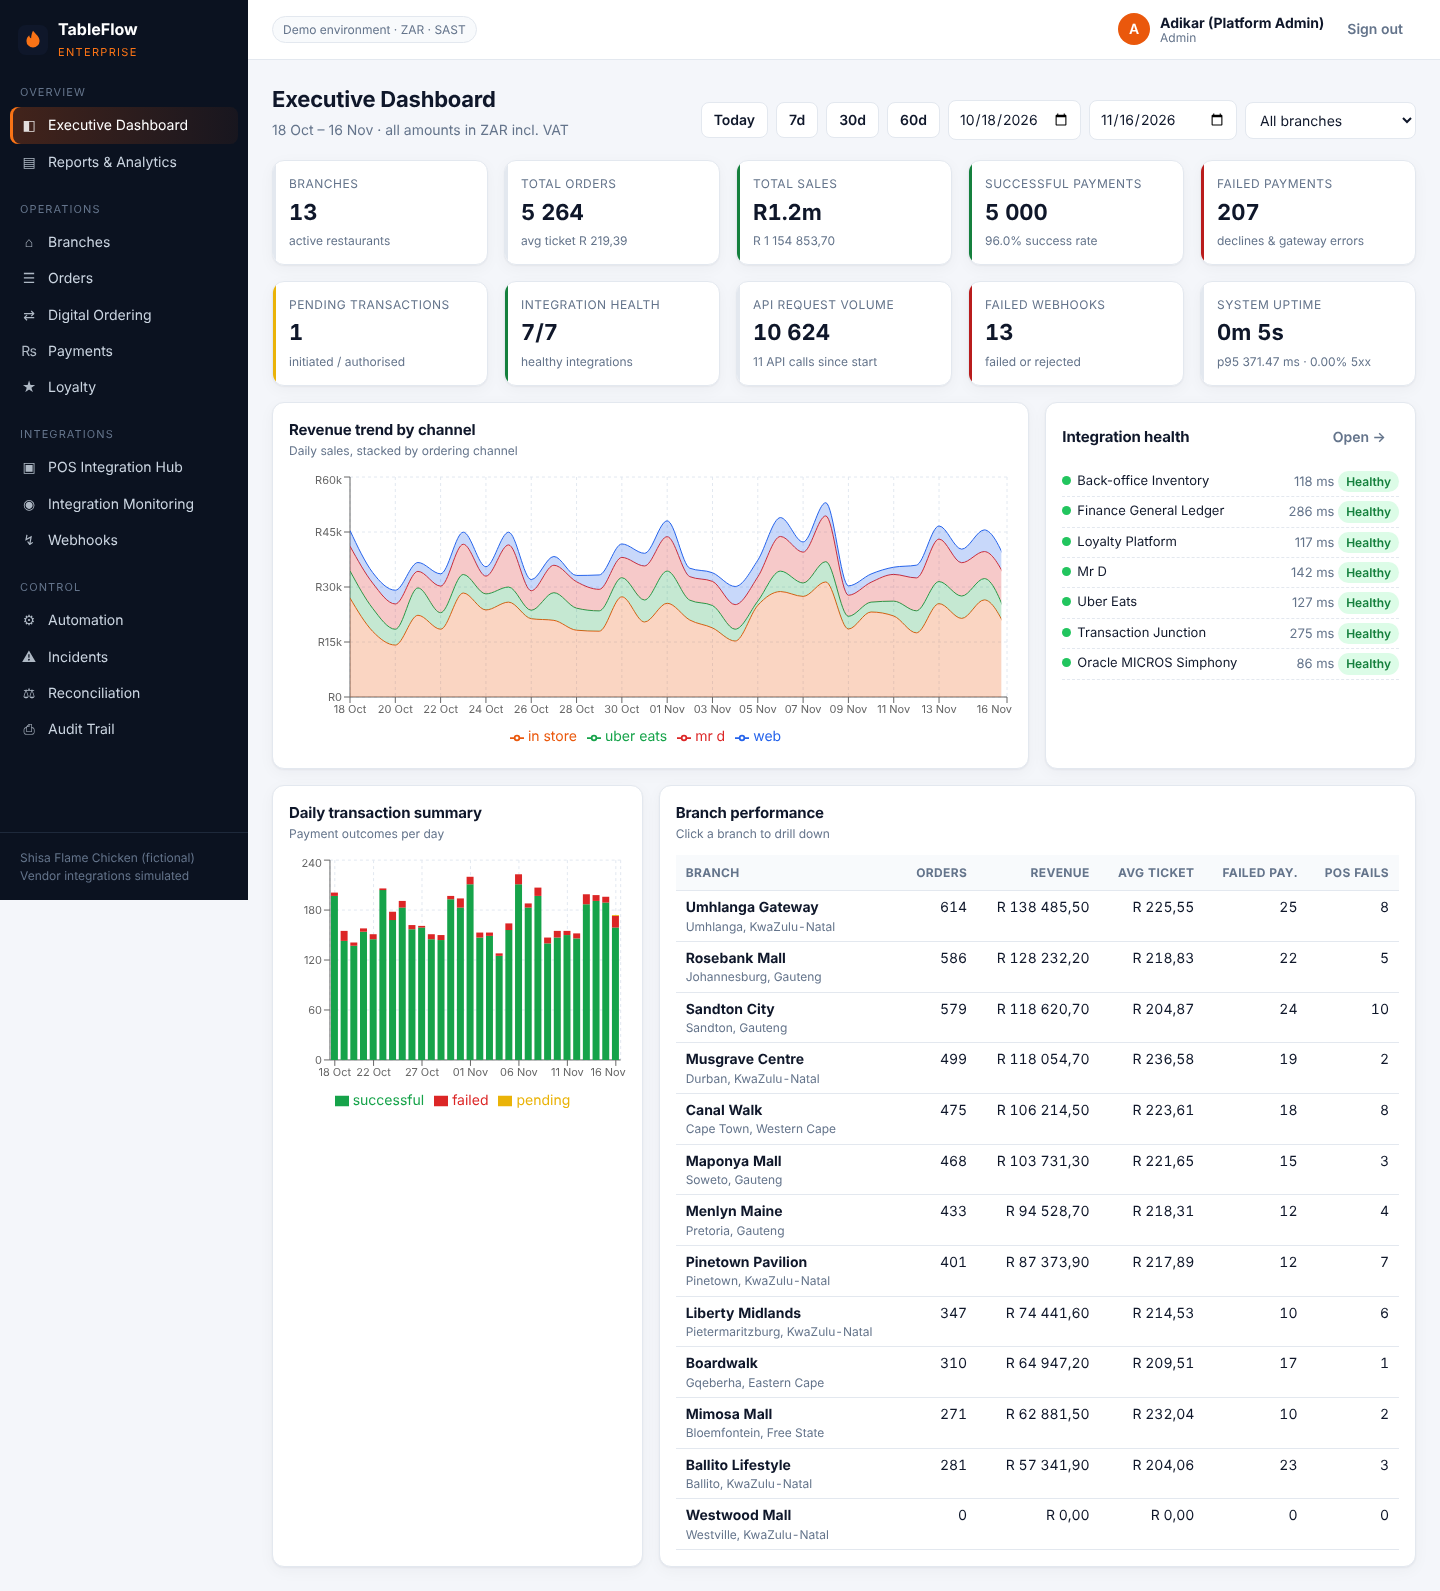 TableFlow
ENTERPRISE
OVERVIEW
Executive Dashboard
Reports & Analytics
OPERATIONS
Branches
Orders
Digital Ordering
Rs Payments
Loyalty
INTEGRATIONS
POS Integration Hub
Integration Monitoring
Webhooks
CONTROL
Automation
Incidents
Reconciliation
Audit Trail
Shisa Flame Chicken (fictional)
Vendor integrations simulated
Demo environment · ZAR · SAST
A
Adikar (Platform Admin)
Admin
Sign out
Executive Dashboard
18 Oct – 16 Nov · all amounts in ZAR incl. VAT
Today 7d 30d 60d 10/18/2026 11/16/2026 All branches
BRANCHES
13
active restaurants
TOTAL ORDERS
5 264
avg ticket R 219,39
TOTAL SALES
R1.2m
R 1 154 853,70
SUCCESSFUL PAYMENTS
5 000
96.0% success rate
FAILED PAYMENTS
207
declines & gateway errors
PENDING TRANSACTIONS
1
initiated / authorised
INTEGRATION HEALTH
7/7
healthy integrations
API REQUEST VOLUME
10 624
11 API calls since start
FAILED WEBHOOKS
13
failed or rejected
SYSTEM UPTIME
0m 5s
p95 371.47 ms · 0.00% 5xx
Revenue trend by channel
Daily sales, stacked by ordering channel
R60k
R45k
R30k
R15k
R0
18 Oct 20 Oct 22 Oct 24 Oct 26 Oct 28 Oct 30 Oct 01 Nov 03 Nov 05 Nov 07 Nov 09 Nov 11 Nov 13 Nov 16 Nov
in store uber eats mr d web
Integration health
Open →
Back-office Inventory 118 ms Healthy
Finance General Ledger 286 ms Healthy
Loyalty Platform 117 ms Healthy
Mr D 142 ms Healthy
Uber Eats 127 ms Healthy
Transaction Junction 275 ms Healthy
Oracle MICROS Simphony 86 ms Healthy
Daily transaction summary
Payment outcomes per day
240
180
120
60
0
18 Oct 22 Oct 27 Oct 01 Nov 06 Nov 11 Nov 16 Nov
successful failed pending
Branch performance
Click a branch to drill down
BRANCH ORDERS REVENUE AVG TICKET FAILED PAY. POS FAILS
Umhlanga Gateway 614 R 138 485,50 R 225,55 25 8
Umhlanga, KwaZulu-Natal
Rosebank Mall 586 R 128 232,20 R 218,83 22 5
Johannesburg, Gauteng
Sandton City 579 R 118 620,70 R 204,87 24 10
Sandton, Gauteng
Musgrave Centre 499 R 118 054,70 R 236,58 19 2
Durban, KwaZulu-Natal
Canal Walk 475 R 106 214,50 R 223,61 18 8
Cape Town, Western Cape
Maponya Mall 468 R 103 731,30 R 221,65 15 3
Soweto, Gauteng
Menlyn Maine 433 R 94 528,70 R 218,31 12 4
Pretoria, Gauteng
Pinetown Pavilion 401 R 87 373,90 R 217,89 12 7
Pinetown, KwaZulu-Natal
Liberty Midlands 347 R 74 441,60 R 214,53 10 6
Pietermaritzburg, KwaZulu-Natal
Boardwalk 310 R 64 947,20 R 209,51 17 1
Gqeberha, Eastern Cape
Mimosa Mall 271 R 62 881,50 R 232,04 10 2
Bloemfontein, Free State
Ballito Lifestyle 281 R 57 341,90 R 204,06 23 3
Ballito, KwaZulu-Natal
Westwood Mall 0 R 0,00 R 0,00 0 0
Westville, KwaZulu-Natal